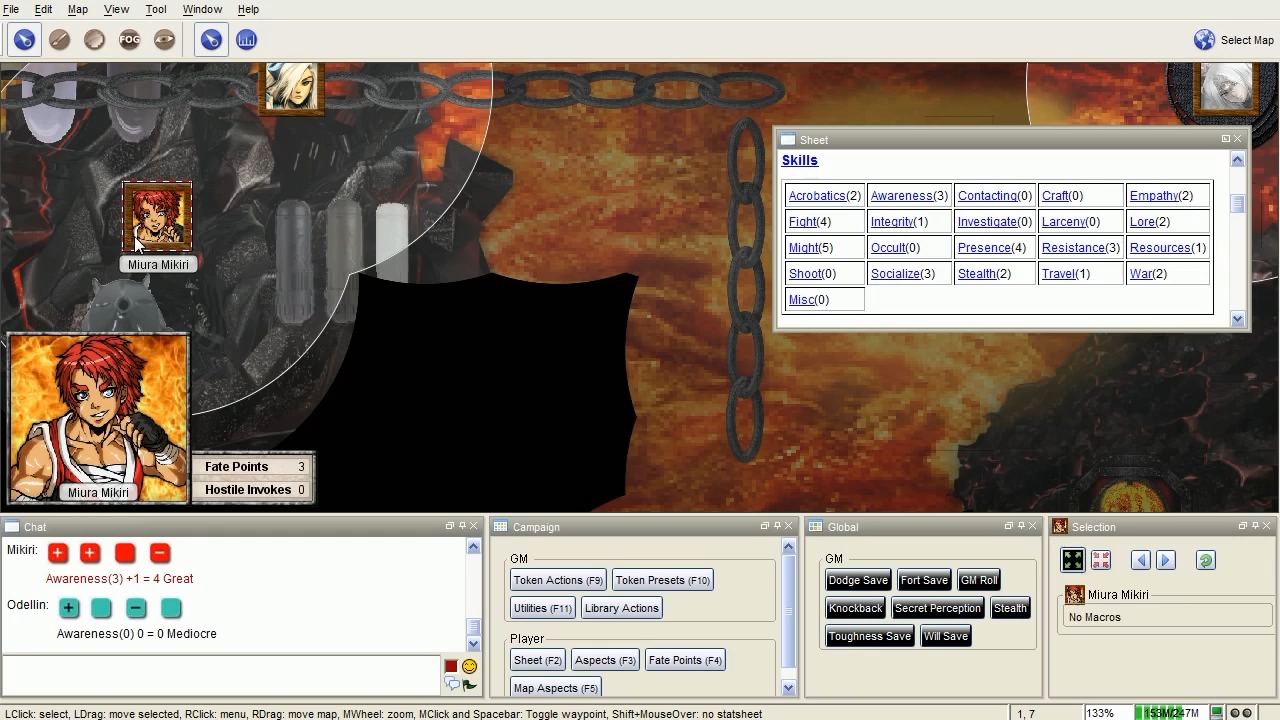 File Edit Map View Tool Window Help
FOG
Select Map
Miura Mikiri
Sheet
Skills
Acrobatics(2) Awareness(3) Contacting(0) Craft(0) Empathy(2)
Fight(4) Integrity(1) Investigate(0) Larceny(0) Lore(2)
Might(5) Occult(0) Presence(4) Resistance(3) Resources(1)
Shoot(0) Socialize(3) Stealth(2) Travel(1) War(2)
Misc(0)
Miura Mikiri
Fate Points 3
Hostile Invokes 0
Chat
Mikiri:
Awareness(3) +1 = 4 Great
Odellin:
Awareness(0) 0 = 0 Mediocre
Campaign
GM
Token Actions (F9) Token Presets (F10)
Utilities (F11) Library Actions
Player
Sheet (F2) Aspects (F3) Fate Points (F4)
Map Aspects (F5)
Global
GM
Dodge Save Fort Save GM Roll
Knockback Secret Perception Stealth
Toughness Save Will Save
Selection
Miura Mikiri
No Macros
LClick: select, LDrag: move selected, RClick: menu, RDrag: move map, MWheel: zoom, MClick and Spacebar: Toggle waypoint, Shift+MouseOver: no statsheet
1, 7
133%
153M/247M